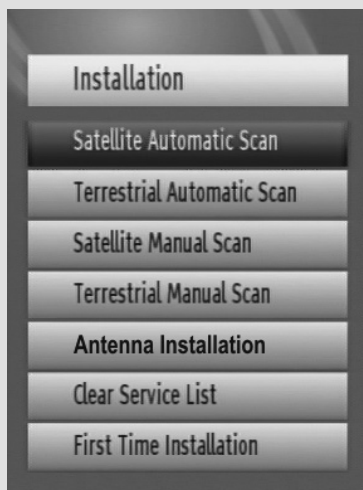 Installation
Satellite Automatic Scan
Terrestrial Automatic Scan
Satellite Manual Scan
Terrestrial Manual Scan
Antenna Installation
Clear Service List
First Time Installation